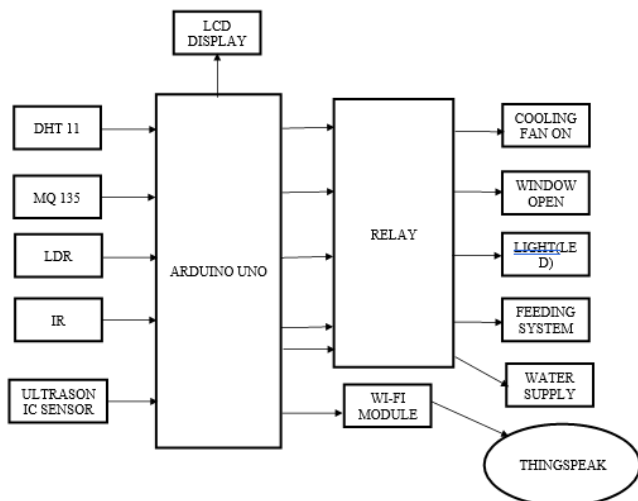 LCD
DISPLAY
DHT 11
MQ 135
LDR
IR
ULTRASON
IC SENSOR
ARDUINO UNO
RELAY
COOLING
FAN ON
WINDOW
OPEN
LIGHT(LE
D)
FEEDING
SYSTEM
WATER
SUPPLY
WI-FI
MODULE
THINGSPEAK